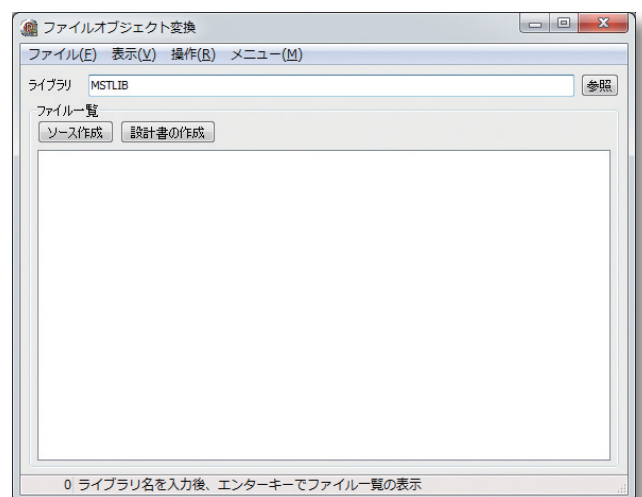 ファイルオブジェクト変換
ファイル(F) 表示(V) 操作(R) メニュー(M)
ライブラリ MSTLIB 参照
ファイル一覧
ソース作成 設計書の作成
0 ライブラリ名を入力後、エンターキーでファイル一覧の表示